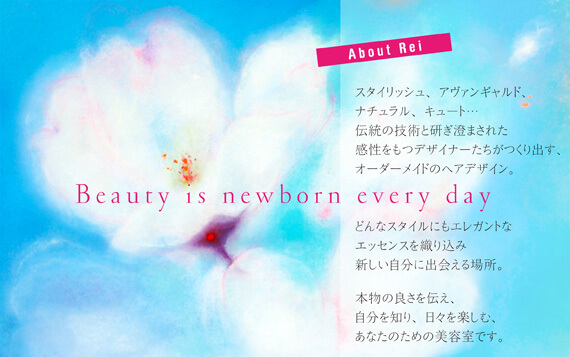 About Rei
スタイリッシュ、アヴァンギャルド、
ナチュラル、キュート…
伝統の技術と研ぎ澄まされた
感性をもつデザイナーたちがつくり出す、
オーダーメイドのヘアデザイン。
Beauty is newborn every day
どんなスタイルにもエレガントな
エッセンスを織り込み
新しい自分に出会える場所。
本物の良さを伝え、
自分を知り、日々を楽しむ、
あなたのための美容室です。